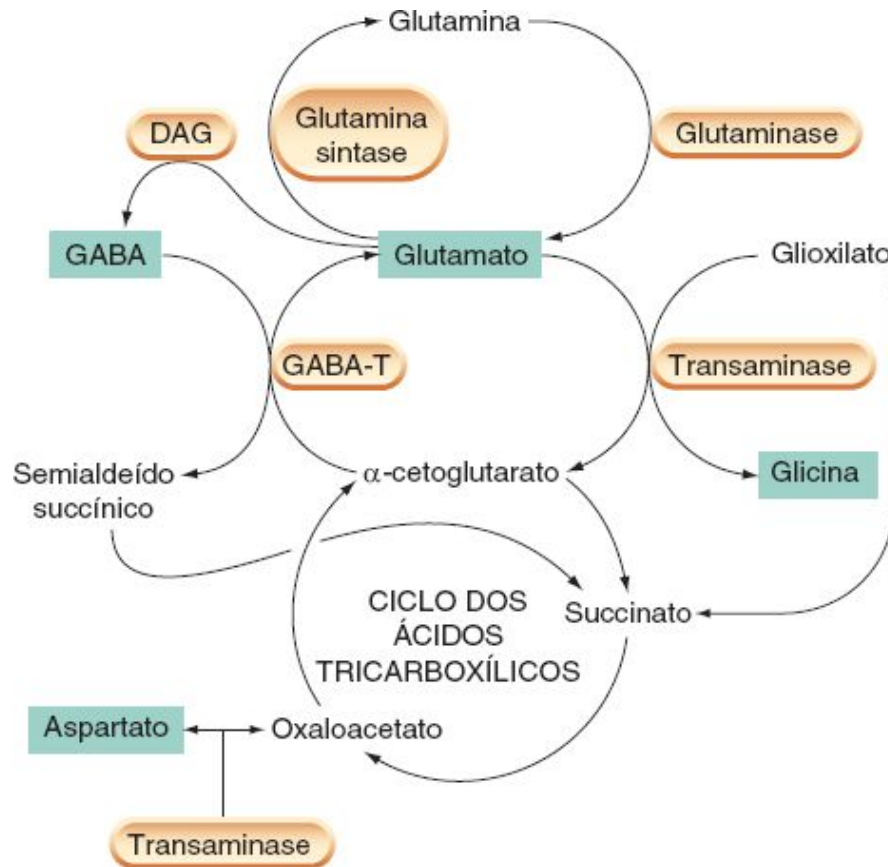 Glutamina
DAG
Glutamina
sintase
Glutaminase
GABA
Glutamato
Glioxilato
GABA-T
Transaminase
Semialdeído
succínico
α-cetoglutarato
Glicina
CICLO DOS
ÁCIDOS
TRICARBOXÍLICOS
Succinato
Aspartato
Oxaloacetato
Transaminase